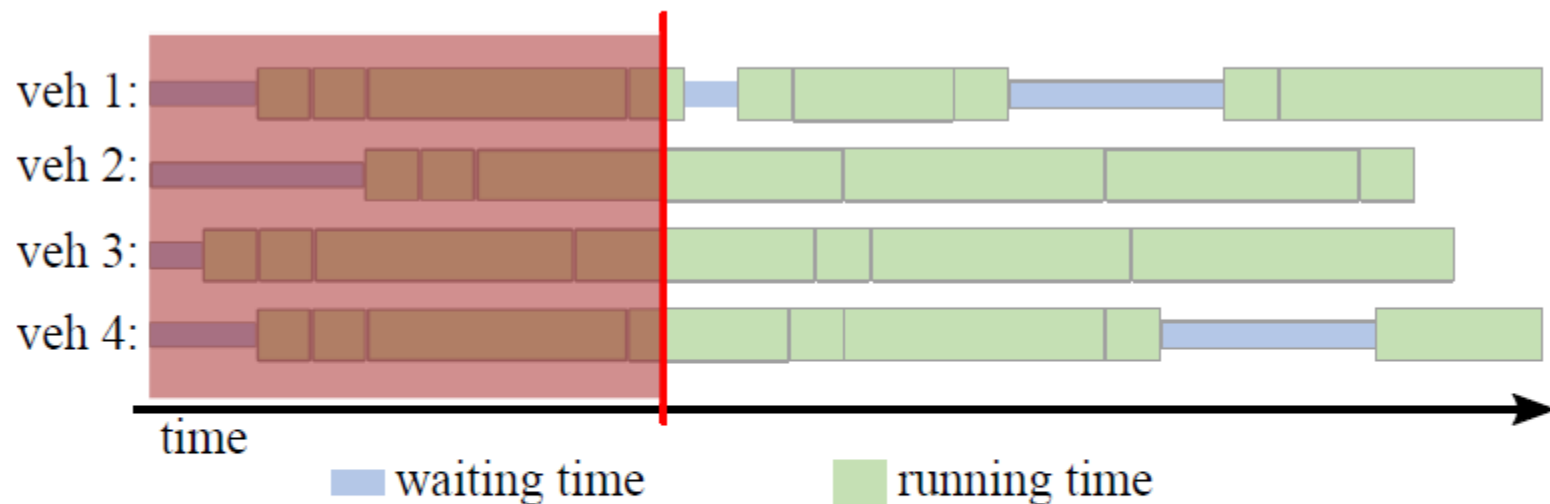 veh 1:
veh 2:
veh 3:
veh 4:
time
waiting time running time